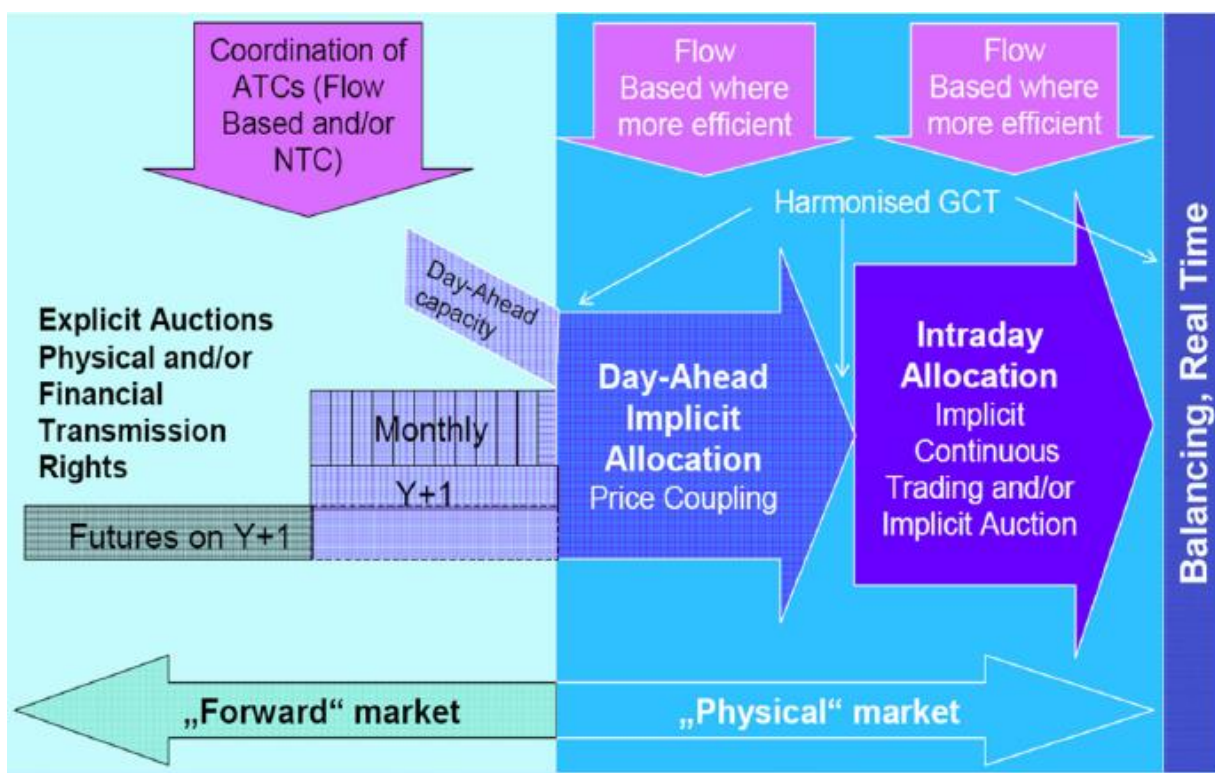 Coordination of
ATCs (Flow
Based and/or
NTC)
Flow
Based where
more efficient
Flow
Based where
more efficient
Harmonised GCT
Day-Ahead
capacity
Explicit Auctions
Physical and/or
Financial
Transmission
Rights
Monthly
Y+1
Futures on Y+1
Day-Ahead
Implicit
Allocation
Price Coupling
Intraday
Allocation
Implicit
Continuous
Trading and/or
Implicit Auction
Balancing, Real Time
„Forward“ market
„Physical“ market